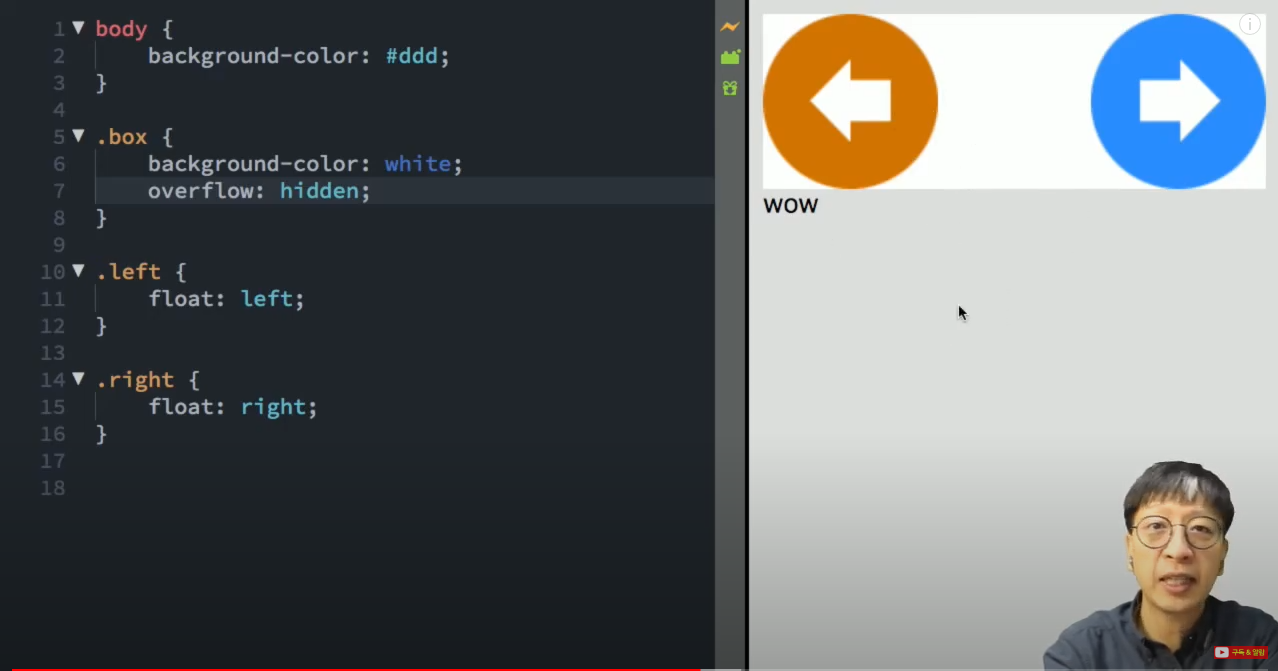 1 ▼ body {
2 background-color: #ddd;
3 }
4
5 ▼ .box {
6 background-color: white;
7 overflow: hidden;
8 }
9
10 ▼ .left {
11 float: left;
12 }
13
14 ▼ .right {
15 float: right;
16 }
17
18
wow
구독 & 알림